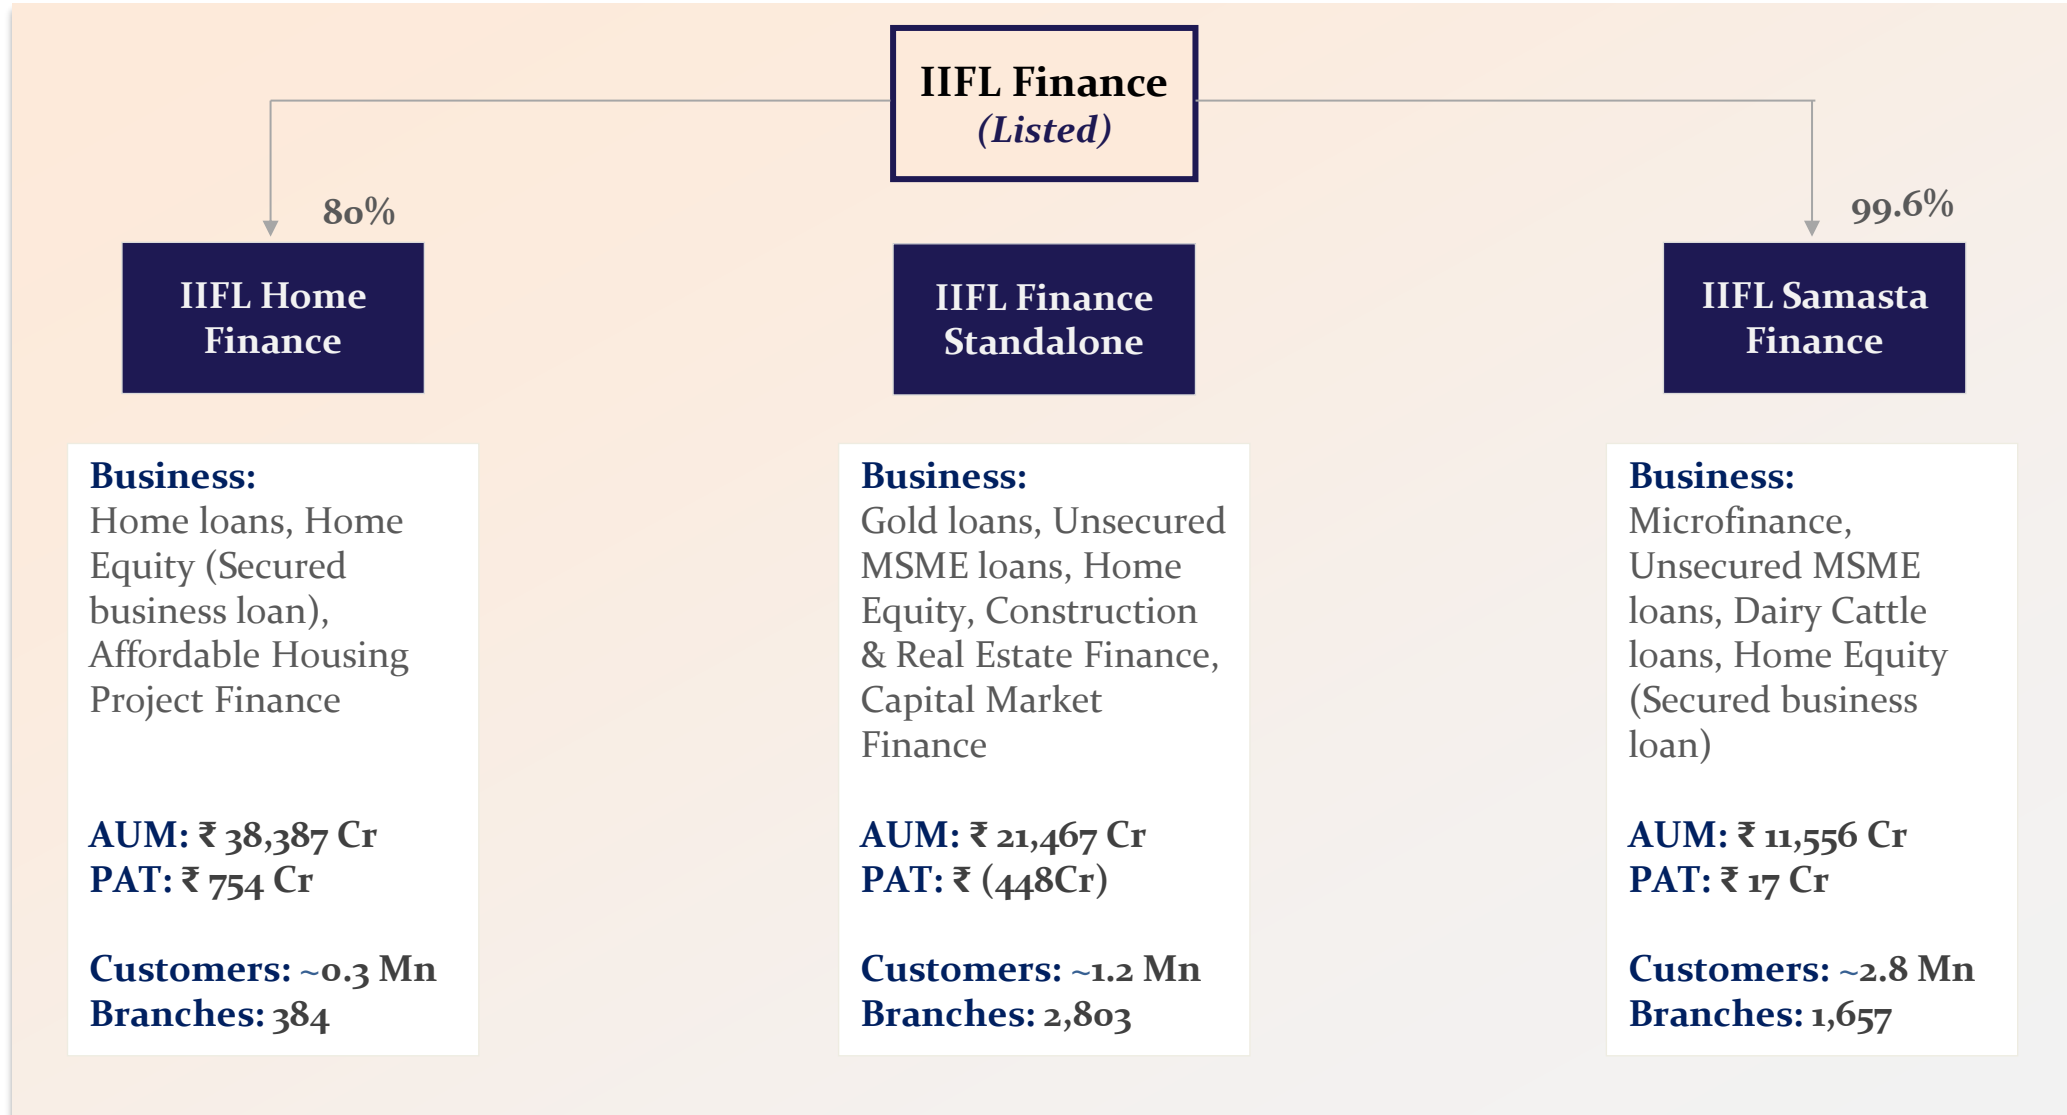 IIFL Finance
(Listed)
80%
99.6%
IIFL Home
Finance
IIFL Finance
Standalone
IIFL Samasta
Finance
Business:
Home loans, Home
Equity (Secured
business loan),
Affordable Housing
Project Finance
AUM: ₹ 38,387 Cr
PAT: ₹ 754 Cr
Customers: ~0.3 Mn
Branches: 384
Business:
Gold loans, Unsecured
MSME loans, Home
Equity, Construction
& Real Estate Finance,
Capital Market
Finance
AUM: ₹ 21,467 Cr
PAT: ₹ (448Cr)
Customers: ~1.2 Mn
Branches: 2,803
Business:
Microfinance,
Unsecured MSME
loans, Dairy Cattle
loans, Home Equity
(Secured business
loan)
AUM: ₹ 11,556 Cr
PAT: ₹ 17 Cr
Customers: ~2.8 Mn
Branches: 1,657